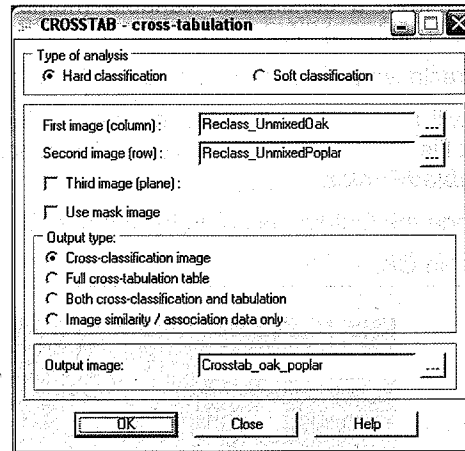 CROSSTAB - cross-tabulation
Type of analysis
Hard classification Soft classification
First image (column) : Reclass_UnmixedOak ...
Second image (row) : Reclass_UnmixedPoplar ...
Third image (plane) :
Use mask image
Output type:
Cross-classification image
Full cross-tabulation table
Both cross-classification and tabulation
Image similarity / association data only
Output image: Crosstab_oak_poplar ...
OK Close Help